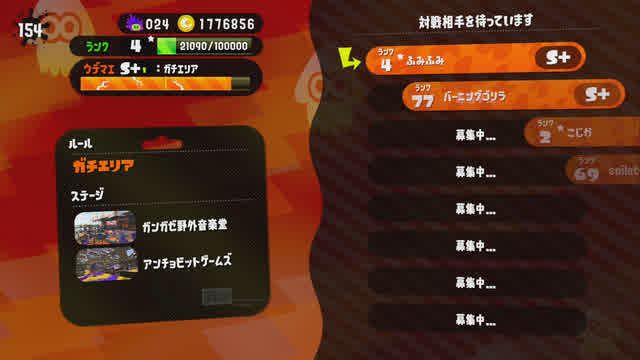 154
024
1776856
ランク 4★ 21090/100000
ウデマエ S+ 1 : ガチエリア
ルール
ガチエリア
ステージ
ガンガゼ野外音楽堂
アンチョビットゲームズ
対戦相手を待っています
ランク 4★ ふみふみ S+
ランク 77 バーニングゴリラ S+
ランク 2★ こじか
募集中...
ランク 69
募集中...
募集中...
募集中...
募集中...
募集中...